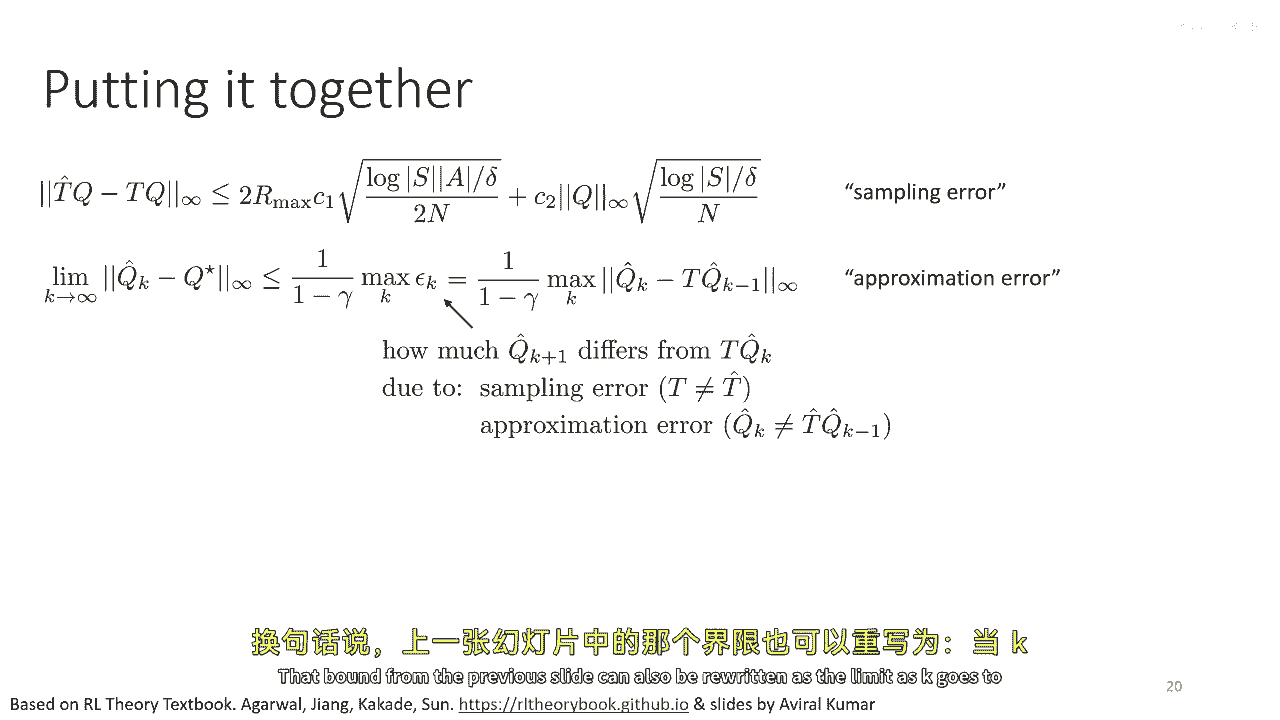 Putting it together
$||\hat{T}Q - TQ||_\infty \leq 2R_{\max}c_1\sqrt{\frac{\log|S||A|/\delta}{2N}} + c_2||Q||_\infty\sqrt{\frac{\log|S|/\delta}{N}}$ “sampling error”
$\lim_{k\to\infty}||\hat{Q}_k - Q^\star||_\infty \leq \frac{1}{1-\gamma}\max_k \epsilon_k = \frac{1}{1-\gamma}\max_k||\hat{Q}_k - T\hat{Q}_{k-1}||_\infty$ “approximation error”
how much $\hat{Q}_{k+1}$ differs from $T\hat{Q}_k$
due to: sampling error ($T \neq \hat{T}$)
approximation error ($\hat{Q}_k \neq \hat{T}\hat{Q}_{k-1}$)
换句话说，上一张幻灯片中的那个界限也可以重写为：当 k
That bound from the previous slide can also be rewritten as the limit as k goes to
20
Based on RL Theory Textbook. Agarwal, Jiang, Kakade, Sun. https://rltheorybook.github.io & slides by Aviral Kumar